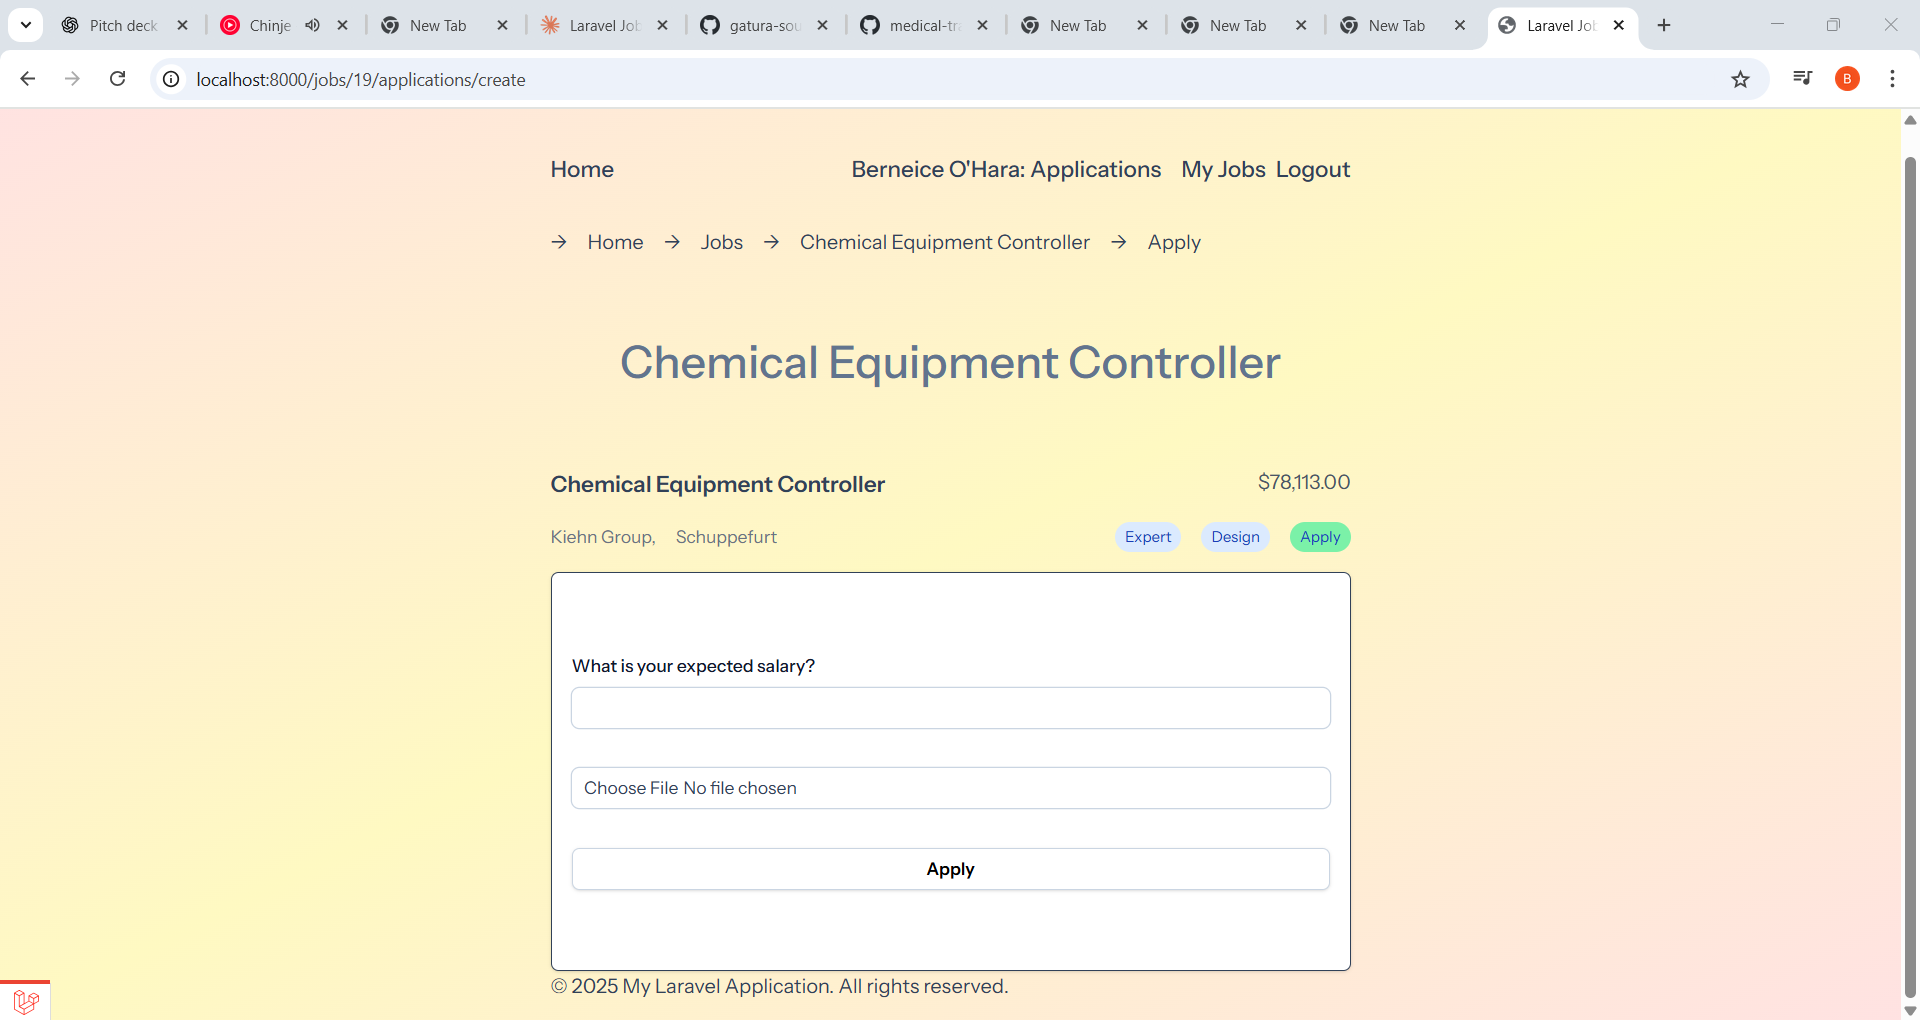 Pitch deck
Chinje
New Tab
Laravel Job
gatura-sou
medical-tra
New Tab
New Tab
New Tab
Laravel Job
localhost:8000/jobs/19/applications/create
B
Home
Berneice O'Hara: Applications My Jobs Logout
→ Home → Jobs → Chemical Equipment Controller → Apply
Chemical Equipment Controller
Chemical Equipment Controller
$78,113.00
Kiehn Group, Schuppefurt
Expert Design Apply
What is your expected salary?
Choose File No file chosen
Apply
© 2025 My Laravel Application. All rights reserved.